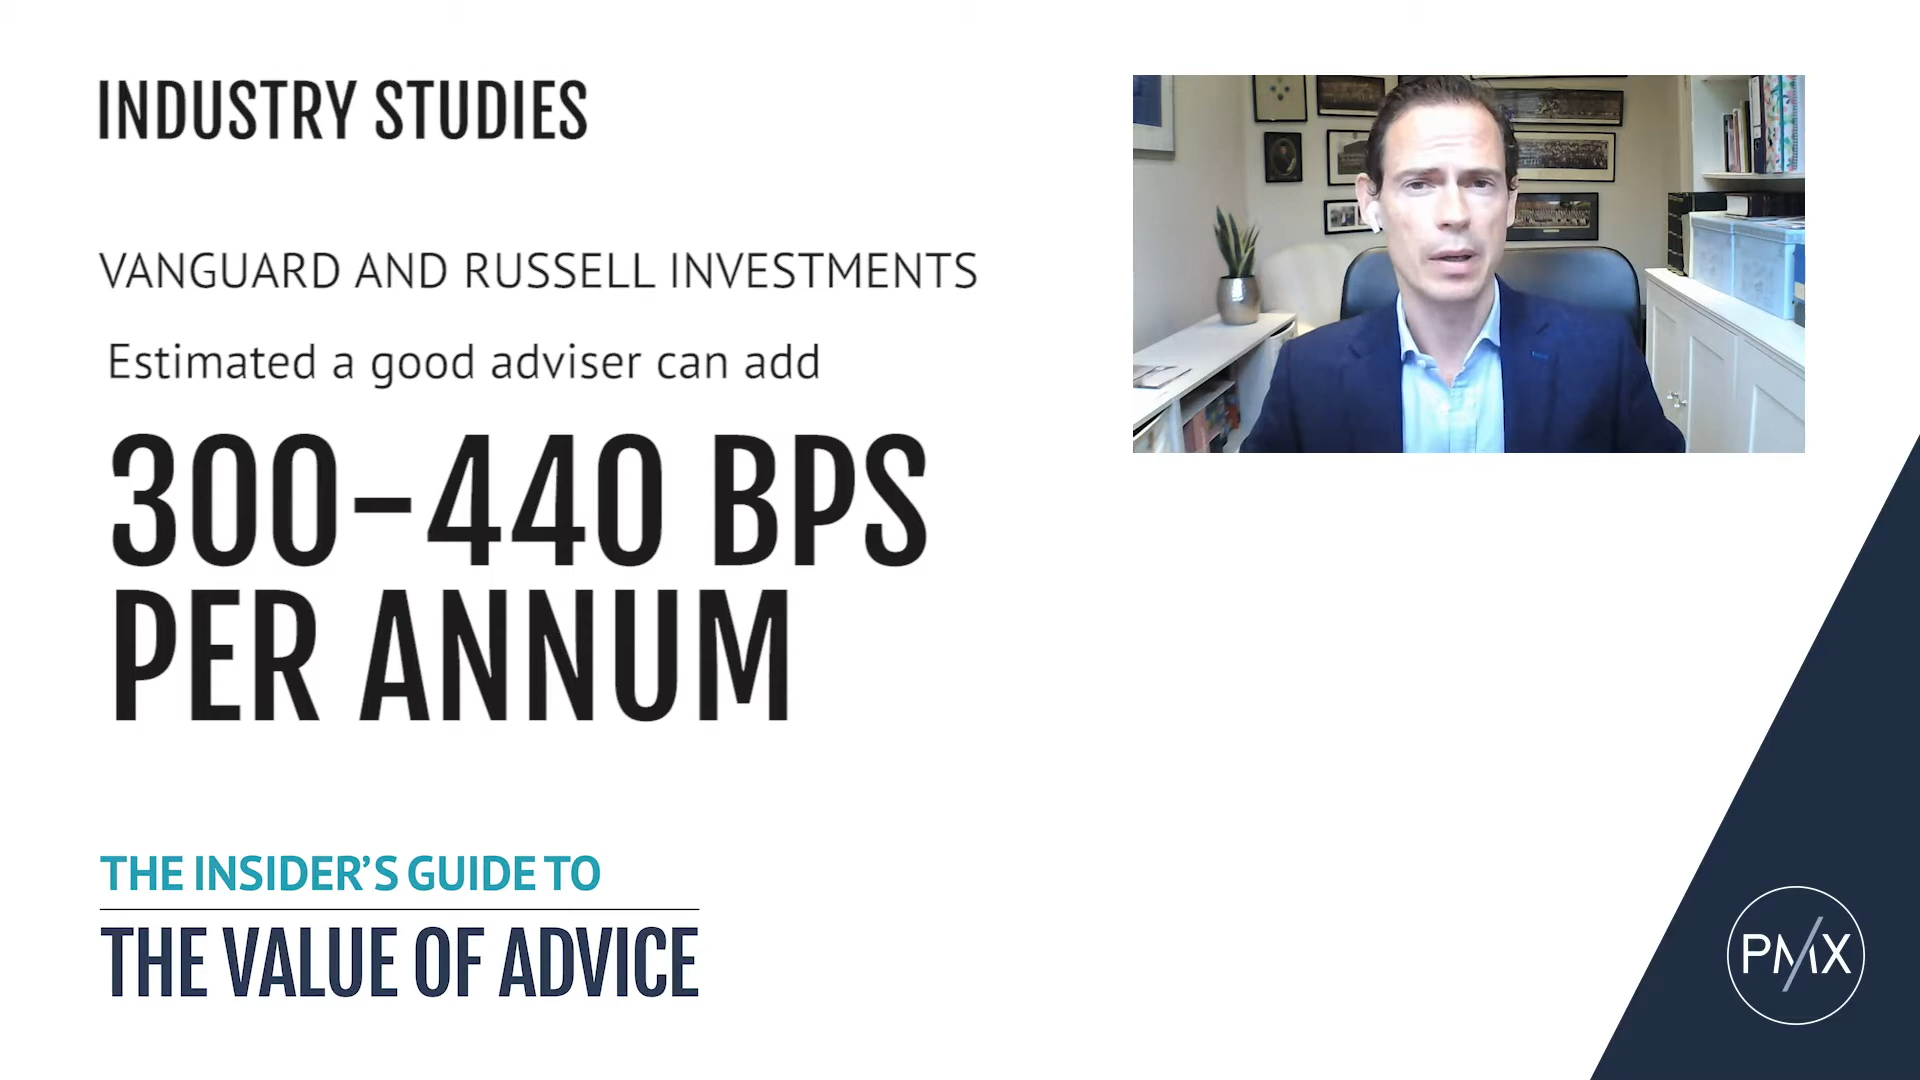 INDUSTRY STUDIES
VANGUARD AND RUSSELL INVESTMENTS
Estimated a good adviser can add
300-440 BPS
PER ANNUM
THE INSIDER'S GUIDE TO
THE VALUE OF ADVICE
PMX